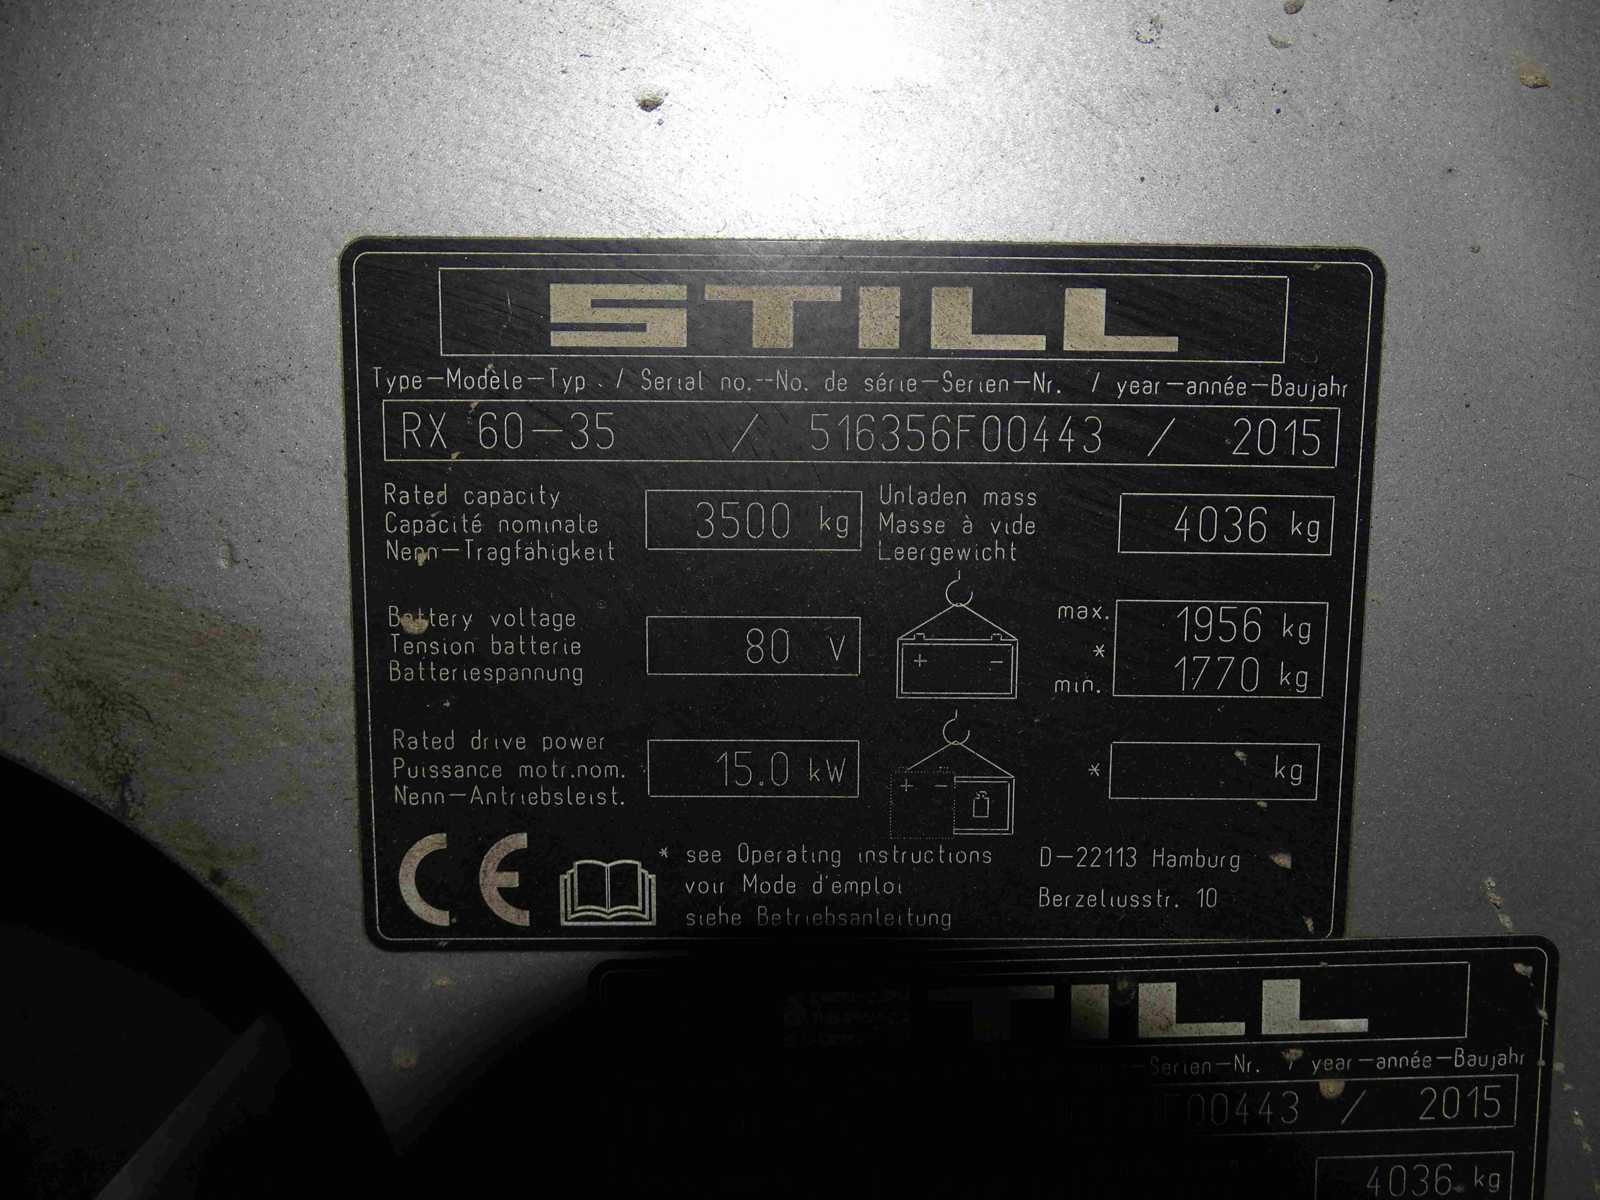 STILL
Type-Modèle-Typ. / Serial no.--No. de série-Serien-Nr. / year-année-Baujahr
RX 60-35 / 516356F00443 / 2015
Rated capacity
Capacité nominale
Nenn-Tragfähigkeit
3500 kg
Unladen mass
Masse à vide
Leergewicht
4036 kg
Battery voltage
Tension batterie
Batteriespannung
80 V
+ -
max. 1956 kg
*
min. 1770 kg
Rated drive power
Puissance motr.nom.
Nenn-Antriebsleist.
15.0 kW
+ -
* kg
CE
* see Operating instructions
voir Mode d'emploi
siehe Betriebsanleitung
D-22113 Hamburg
Berzeliusstr. 10
TILL
-Serien-Nr. / year-année-Baujahr
F00443 / 2015
4036 kg